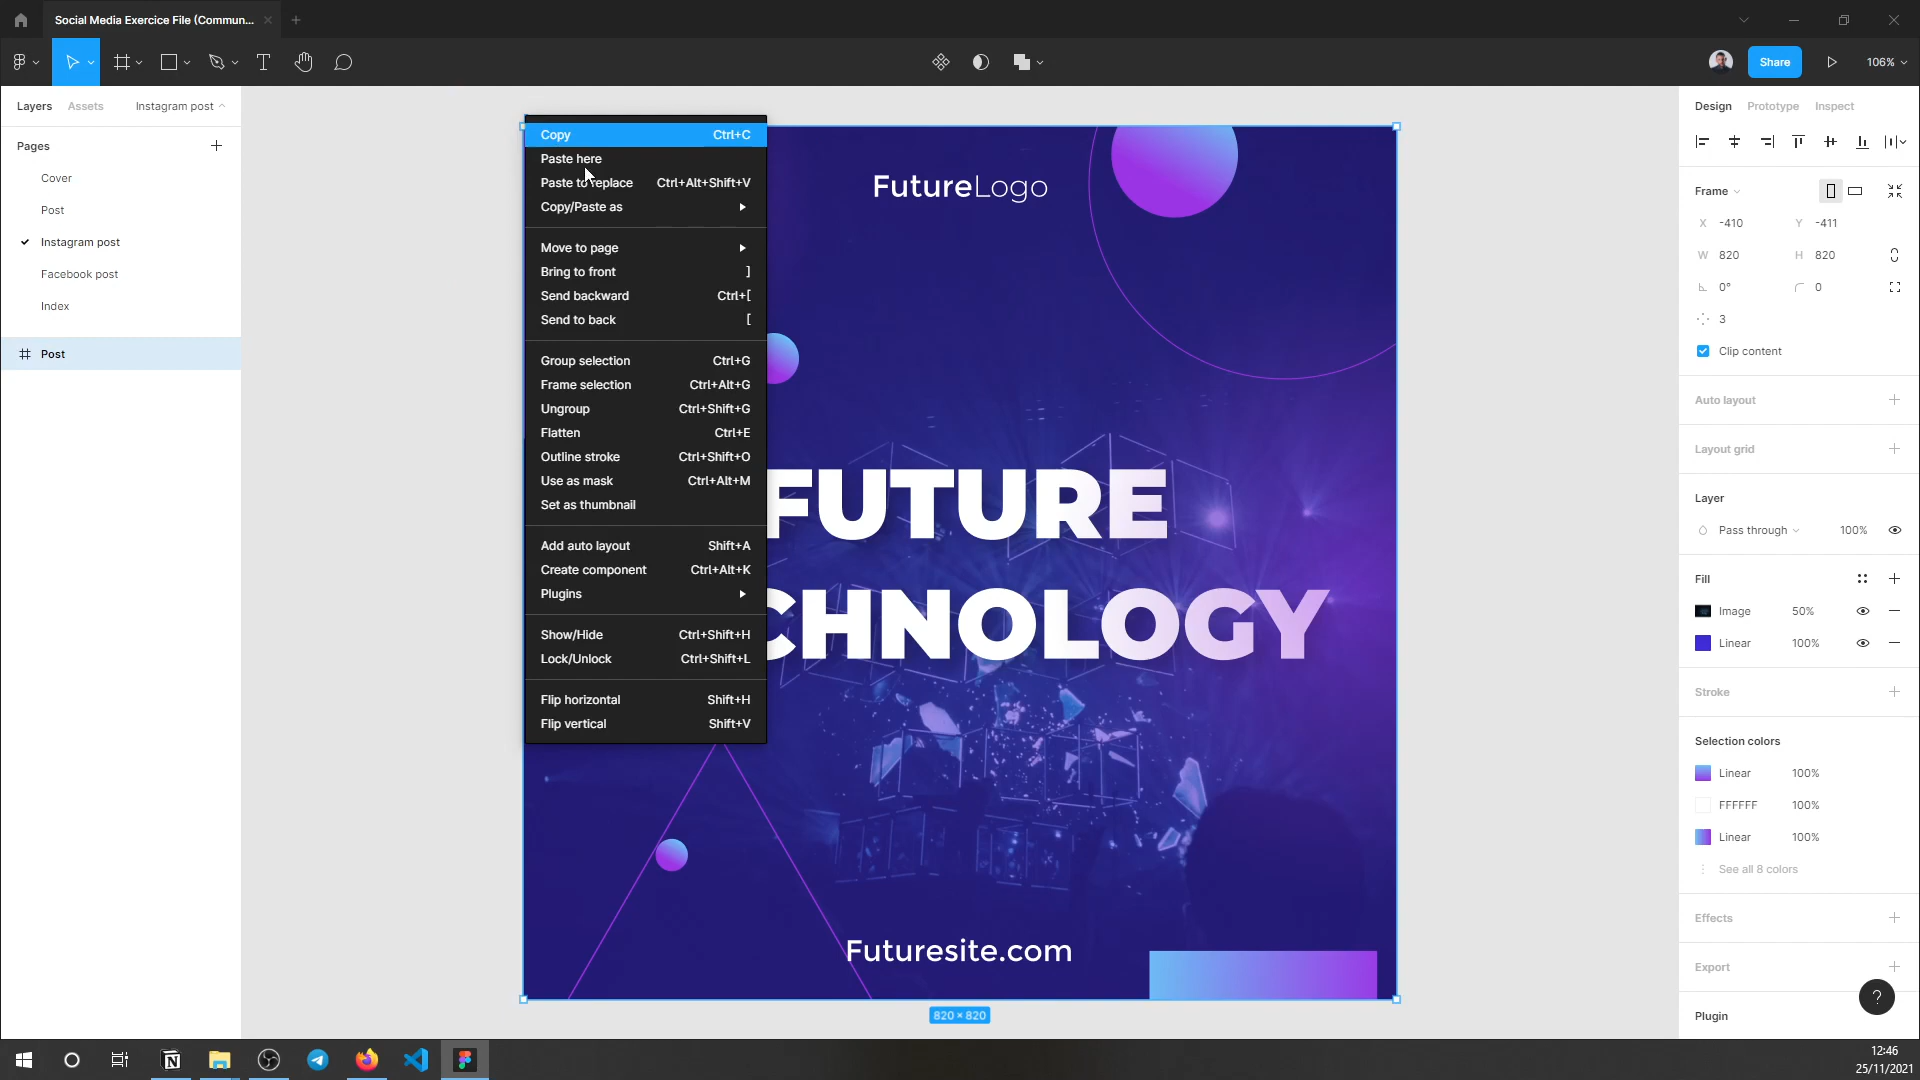 Social Media Exercice File (Commun...
Share
106%
Layers
Assets
Instagram post
Pages
Cover
Post
Instagram post
Facebook post
Index
Post
Copy Ctrl+C
Paste here
Paste to replace Ctrl+Alt+Shift+V
Copy/Paste as
Move to page
Bring to front ]
Send backward Ctrl+[
Send to back [
Group selection Ctrl+G
Frame selection Ctrl+Alt+G
Ungroup Ctrl+Shift+G
Flatten Ctrl+E
Outline stroke Ctrl+Shift+O
Use as mask Ctrl+Alt+M
Set as thumbnail
Add auto layout Shift+A
Create component Ctrl+Alt+K
Plugins
Show/Hide Ctrl+Shift+H
Lock/Unlock Ctrl+Shift+L
Flip horizontal Shift+H
Flip vertical Shift+V
FutureLogo
FUTURE
CHNOLOGY
Futuresite.com
820 × 820
Design Prototype Inspect
Frame
X -410 Y -411
W 820 H 820
0° 0
3
Clip content
Auto layout
Layout grid
Layer
Pass through 100%
Fill
Image 50%
Linear 100%
Stroke
Selection colors
Linear 100%
FFFFFF 100%
Linear 100%
See all 8 colors
Effects
Export
?
Plugin
12:46
25/11/2021